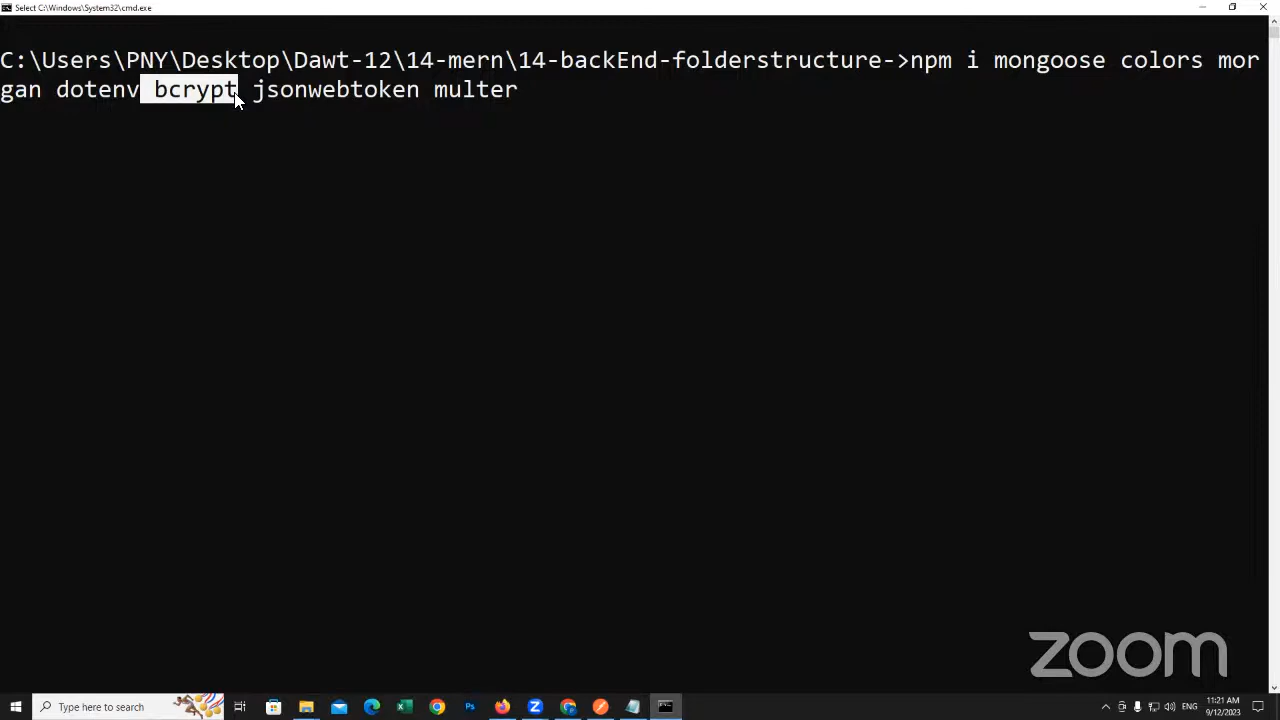 Select C:\Windows\System32\cmd.exe
C:\Users\PNY\Desktop\Dawt-12\14-mern\14-backEnd-folderstructure->npm i mongoose colors mor
gan dotenv bcrypt jsonwebtoken multer
zoom
Type here to search
ENG
11:21 AM
9/12/2023